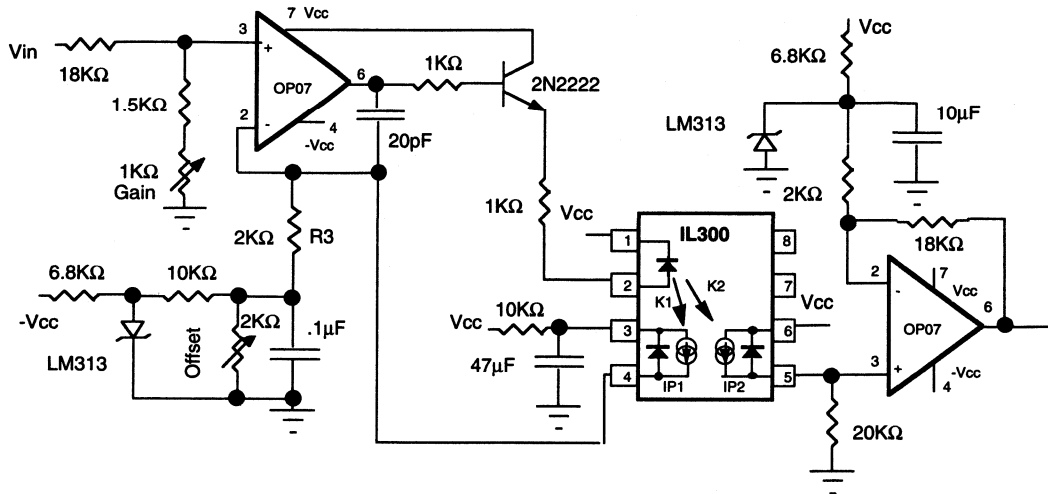 7 Vcc
Vin
18KΩ
3
+
OP07
6
2
-
4
-Vcc
1.5KΩ
1KΩ
Gain
20pF
1KΩ
2N2222
1KΩ
2KΩ
R3
6.8KΩ
10KΩ
-Vcc
LM313
Offset
2KΩ
.1µF
Vcc
10KΩ
47µF
Vcc
IL300
1
2
3
4
8
7
6
5
K1
K2
IP1
IP2
Vcc
Vcc
6.8KΩ
LM313
10µF
2KΩ
18KΩ
2
-
7
Vcc
6
OP07
3
+
-Vcc
4
20KΩ